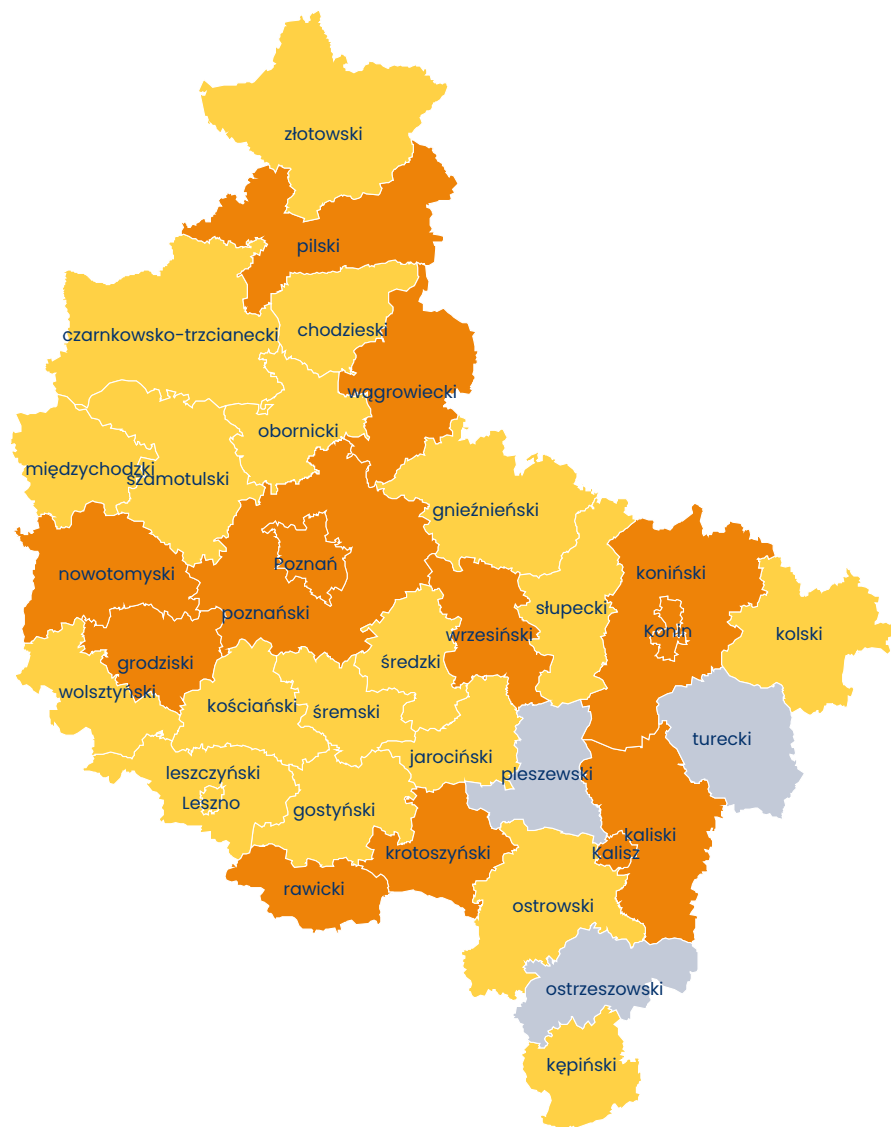 złotowski
pilski
chodzieski
czarnkowsko-trzcianecki
wągrowiecki
obornicki
międzychodzki
szamotulski
gnieźnieński
Poznań
nowotomyski
koniński
słupecki
poznański
Konin
wrzesiński
kolski
średzki
grodziski
wolsztyński
kościański
śremski
turecki
jarociński
leszczyński
pleszewski
Leszno
gostyński
kaliski
krotoszyński
Kalisz
rawicki
ostrowski
ostrzeszowski
kępiński